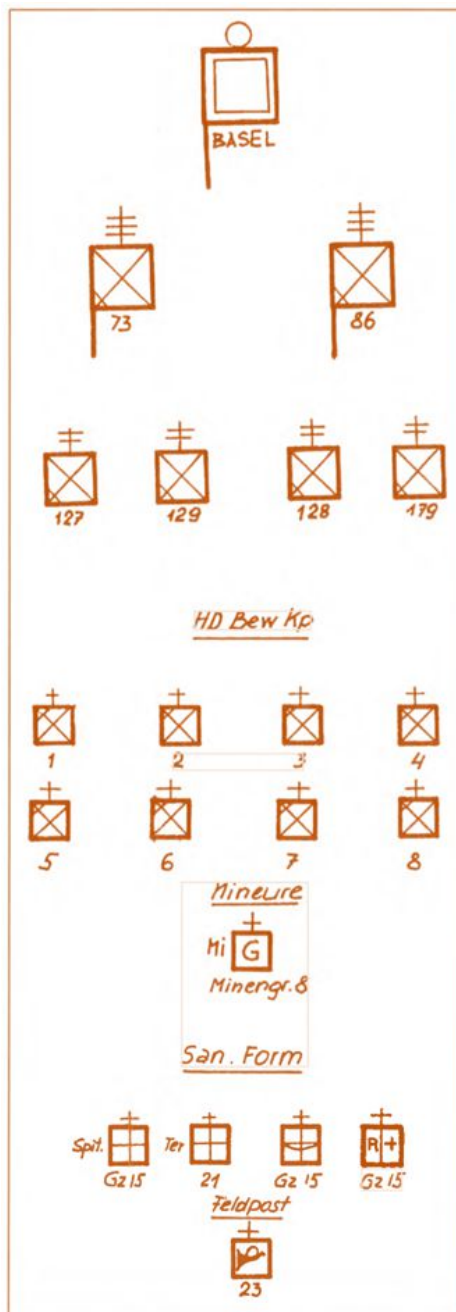 BASEL
73 86
127 129 128 179
HD Bew Kp
1 2 3 4
5 6 7 8
Mineure
Mi G
Minengr. 8
San. Form
Spit. Ter R
Gz 15 21 Gz 15 Gz 15
Feldpost
23